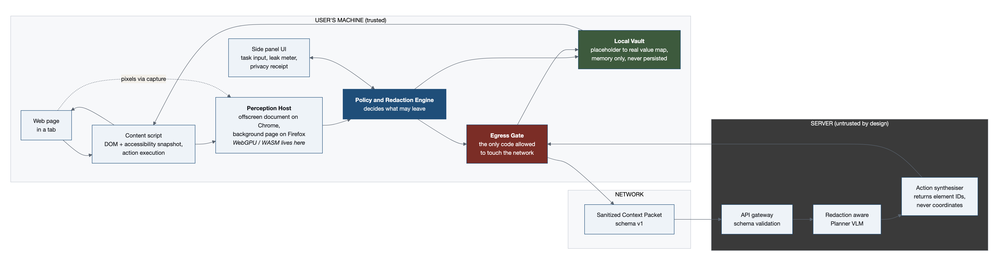 USER'S MACHINE (trusted)
Local Vault
placeholder to real value map,
memory only, never persisted
Side panel UI
task input, leak meter,
privacy receipt
pixels via capture
Policy and Redaction Engine
decides what may leave
Perception Host
offscreen document on
Chrome,
background page on Firefox
WebGPU / WASM lives here
Web page
in a tab
Content script
DOM + accessibility snapshot,
action execution
Egress Gate
the only code allowed
to touch the network
NETWORK
Sanitized Context Packet
schema v1
SERVER (untrusted by design)
API gateway
schema validation
Redaction aware
Planner VLM
Action synthesiser
returns element IDs,
never coordinates